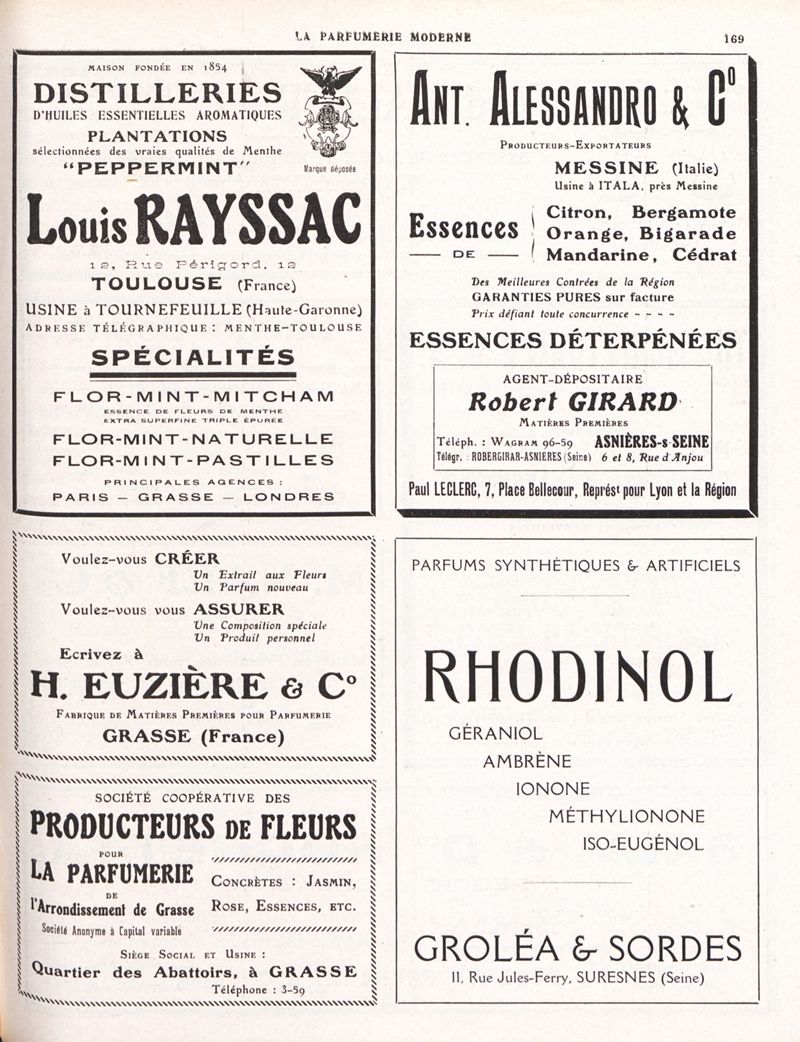 LA PARFUMERIE MODERNE
169
MAISON FONDÉE EN 1854
DISTILLERIES
D'HUILES ESSENTIELLES AROMATIQUES
PLANTATIONS
sélectionnées des vraies qualités de Menthe
"PEPPERMINT"
Marque déposée
Louis RAYSSAC
12, Rue Périgord, 12
TOULOUSE (France)
USINE à TOURNEFEUILLE (Haute-Garonne)
ADRESSE TÉLÉGRAPHIQUE : MENTHE-TOULOUSE
SPÉCIALITÉS
FLOR-MINT-MITCHAM
ESSENCE DE FLEURS DE MENTHE
EXTRA SUPERFINE TRIPLE ÉPURÉE
FLOR-MINT-NATURELLE
FLOR-MINT-PASTILLES
PRINCIPALES AGENCES :
PARIS — GRASSE — LONDRES
ANT. ALESSANDRO & Cº
PRODUCTEURS-EXPORTATEURS
MESSINE (Italie)
Usine à ITALA, près Messine
Essences
DE
Citron, Bergamote
Orange, Bigarade
Mandarine, Cédrat
Des Meilleures Contrées de la Région
GARANTIES PURES sur facture
Prix défiant toute concurrence - - - -
ESSENCES DÉTERPÉNÉES
AGENT-DÉPOSITAIRE
Robert GIRARD
MATIÈRES PREMIÈRES
Téléph. : WAGRAM 96-59 ASNIÈRES-s-SEINE
Télégr. : ROBERGIRAR-ASNIÈRES (Seine) 6 et 8, Rue d'Anjou
Paul LECLERC, 7, Place Bellecour, Représt pour Lyon et la Région
Voulez-vous CRÉER
Un Extrait aux Fleurs
Un Parfum nouveau
Voulez-vous vous ASSURER
Une Composition spéciale
Un Produit personnel
Ecrivez à
H. EUZIÈRE & Cº
FABRIQUE DE MATIÈRES PREMIÈRES POUR PARFUMERIE
GRASSE (France)
SOCIÉTÉ COOPÉRATIVE DES
PRODUCTEURS DE FLEURS
POUR
LA PARFUMERIE
DE
l'Arrondissement de Grasse
Société Anonyme à Capital variable
CONCRÈTES : JASMIN,
ROSE, ESSENCES, ETC.
SIÈGE SOCIAL ET USINE :
Quartier des Abattoirs, à GRASSE
Téléphone : 3-59
PARFUMS SYNTHÉTIQUES & ARTIFICIELS
RHODINOL
GÉRANIOL
AMBRÈNE
IONONE
MÉTHYLIONONE
ISO-EUGÉNOL
GROLÉA & SORDES
11, Rue Jules-Ferry, SURESNES (Seine)